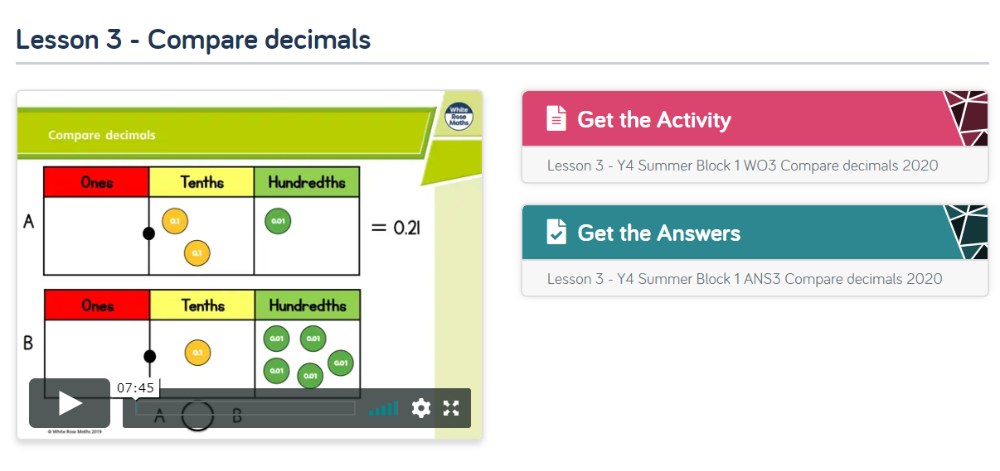 Lesson 3 - Compare decimals
White
Rose
Maths
Compare decimals
Ones Tenths Hundredths
A
0.1 0.01
= 0.21
0.1
Ones Tenths Hundredths
B
0.01 0.01
0.1
0.01 0.01 0.01
07:45
A B
© White Rose Maths 2019
Get the Activity
Lesson 3 - Y4 Summer Block 1 WO3 Compare decimals 2020
Get the Answers
Lesson 3 - Y4 Summer Block 1 ANS3 Compare decimals 2020